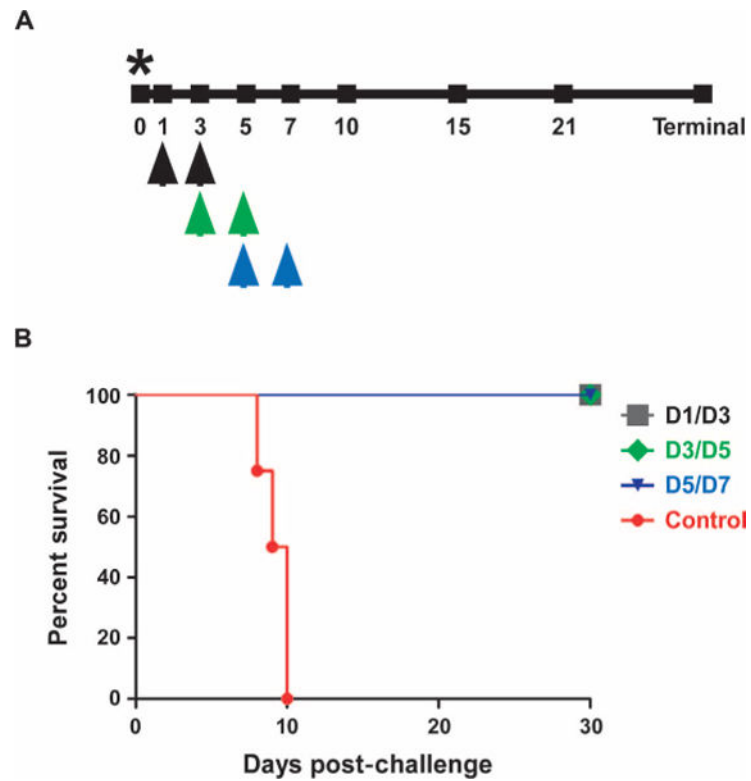 A
*
0 1 3 5 7 10 15 21 Terminal
B
Percent survival
100
80
60
40
20
0
0 10 20 30
Days post-challenge
D1/D3
D3/D5
D5/D7
Control